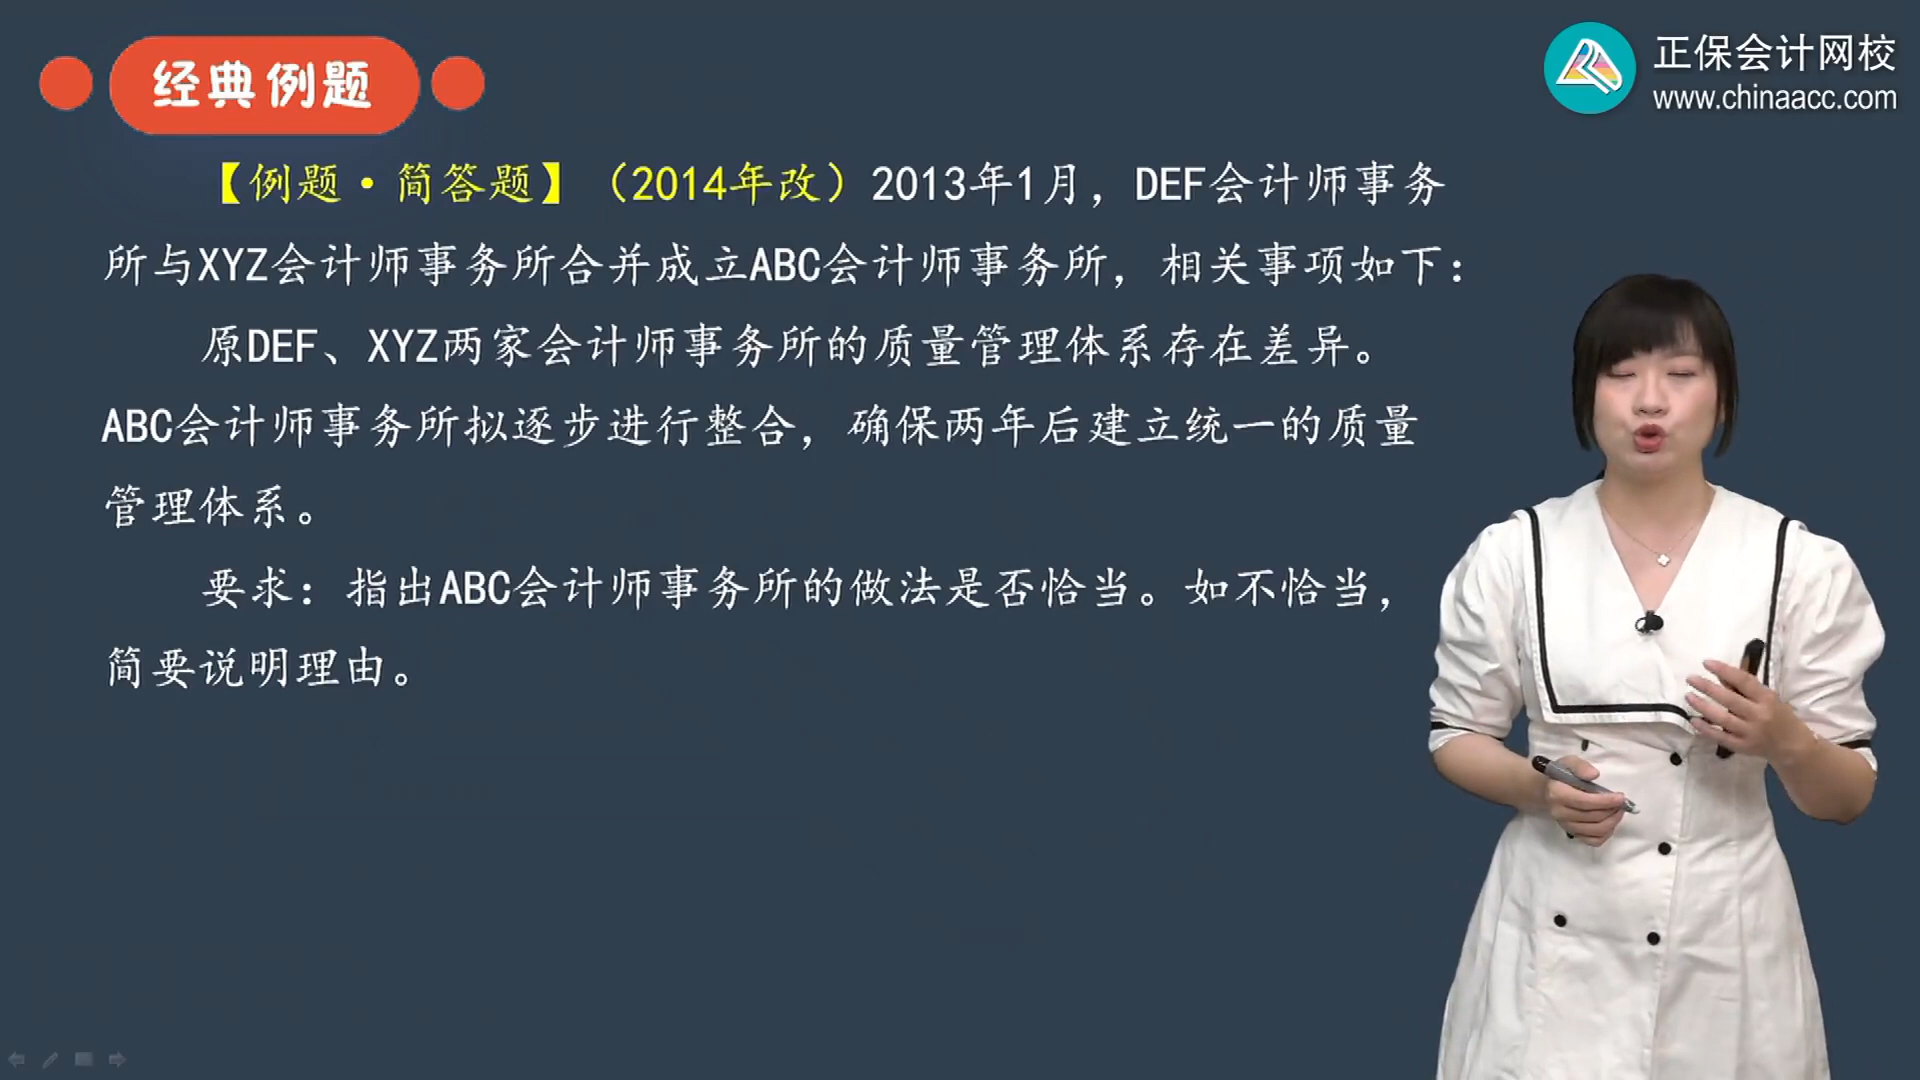 经典例题
正保会计网校
www.chinaacc.com
【例题·简答题】（2014年改）2013年1月，DEF会计师事务
所与XYZ会计师事务所合并成立ABC会计师事务所，相关事项如下：
原DEF、XYZ两家会计师事务所的质量管理体系存在差异。
ABC会计师事务所拟逐步进行整合，确保两年后建立统一的质量
管理体系。
要求：指出ABC会计师事务所的做法是否恰当。如不恰当，
简要说明理由。